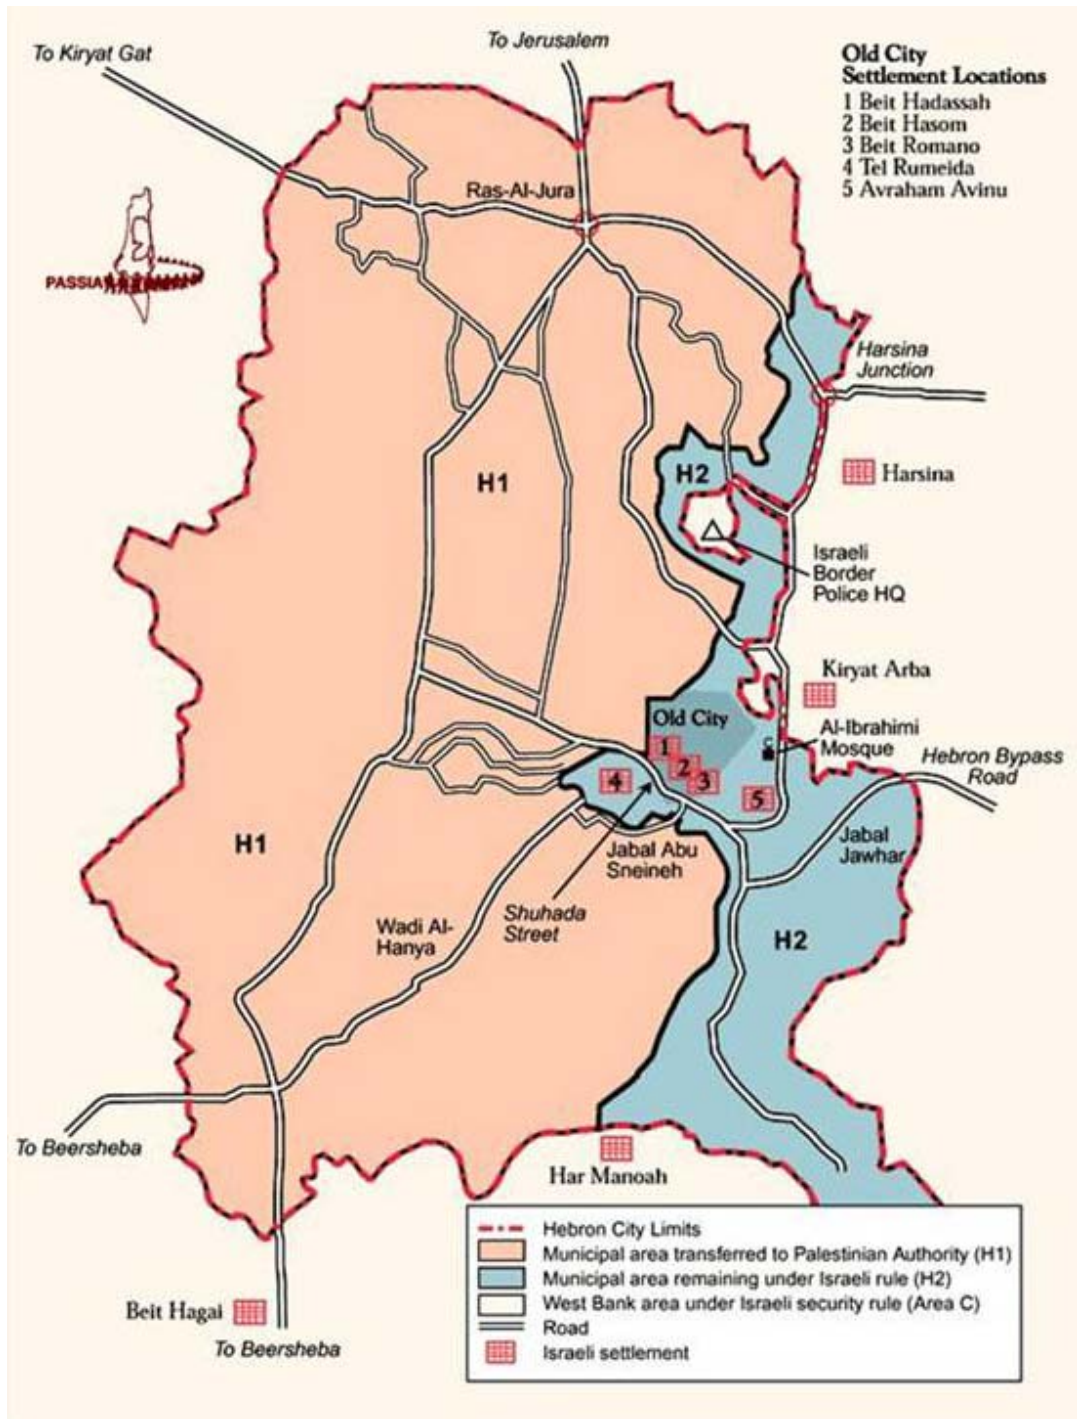 To Kiryat Gat
To Jerusalem
Old City
Settlement Locations
1 Beit Hadassah
2 Beit Hasom
3 Beit Romano
4 Tel Rumeida
5 Avraham Avinu
Ras-Al-Jura
PASSIA
Harsina
Junction
H1
H2
Harsina
Israeli
Border
Police HQ
Kiryat Arba
Old City
Al-Ibrahimi
Mosque
Hebron Bypass
Road
1
2
3
4
5
H1
Jabal Abu
Sneineh
Jabal
Jawhar
Shuhada
Street
Wadi Al-
Hanya
H2
To Beersheba
Har Manoah
Beit Hagai
To Beersheba
Hebron City Limits
Municipal area transferred to Palestinian Authority (H1)
Municipal area remaining under Israeli rule (H2)
West Bank area under Israeli security rule (Area C)
Road
Israeli settlement